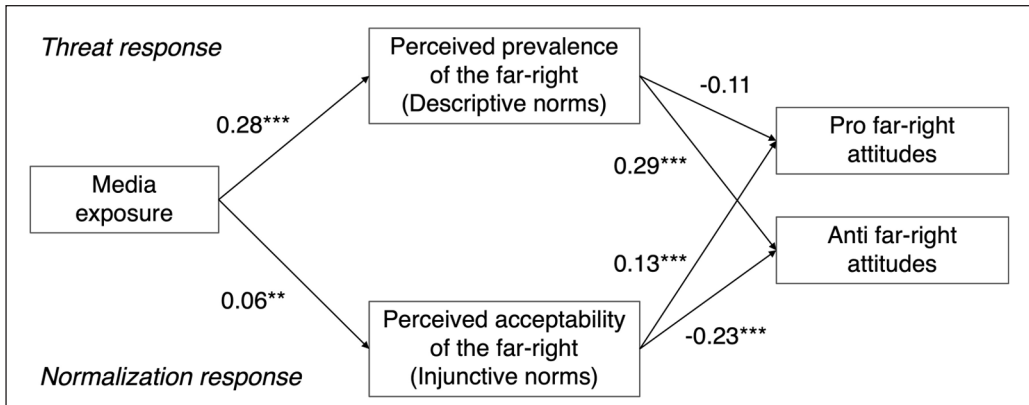 Threat response
Perceived prevalence
of the far-right
(Descriptive norms)
-0.11
Pro far-right
attitudes
0.28***
0.29***
Media
exposure
Anti far-right
attitudes
0.13***
0.06**
Perceived acceptability
of the far-right
(Injunctive norms)
-0.23***
Normalization response